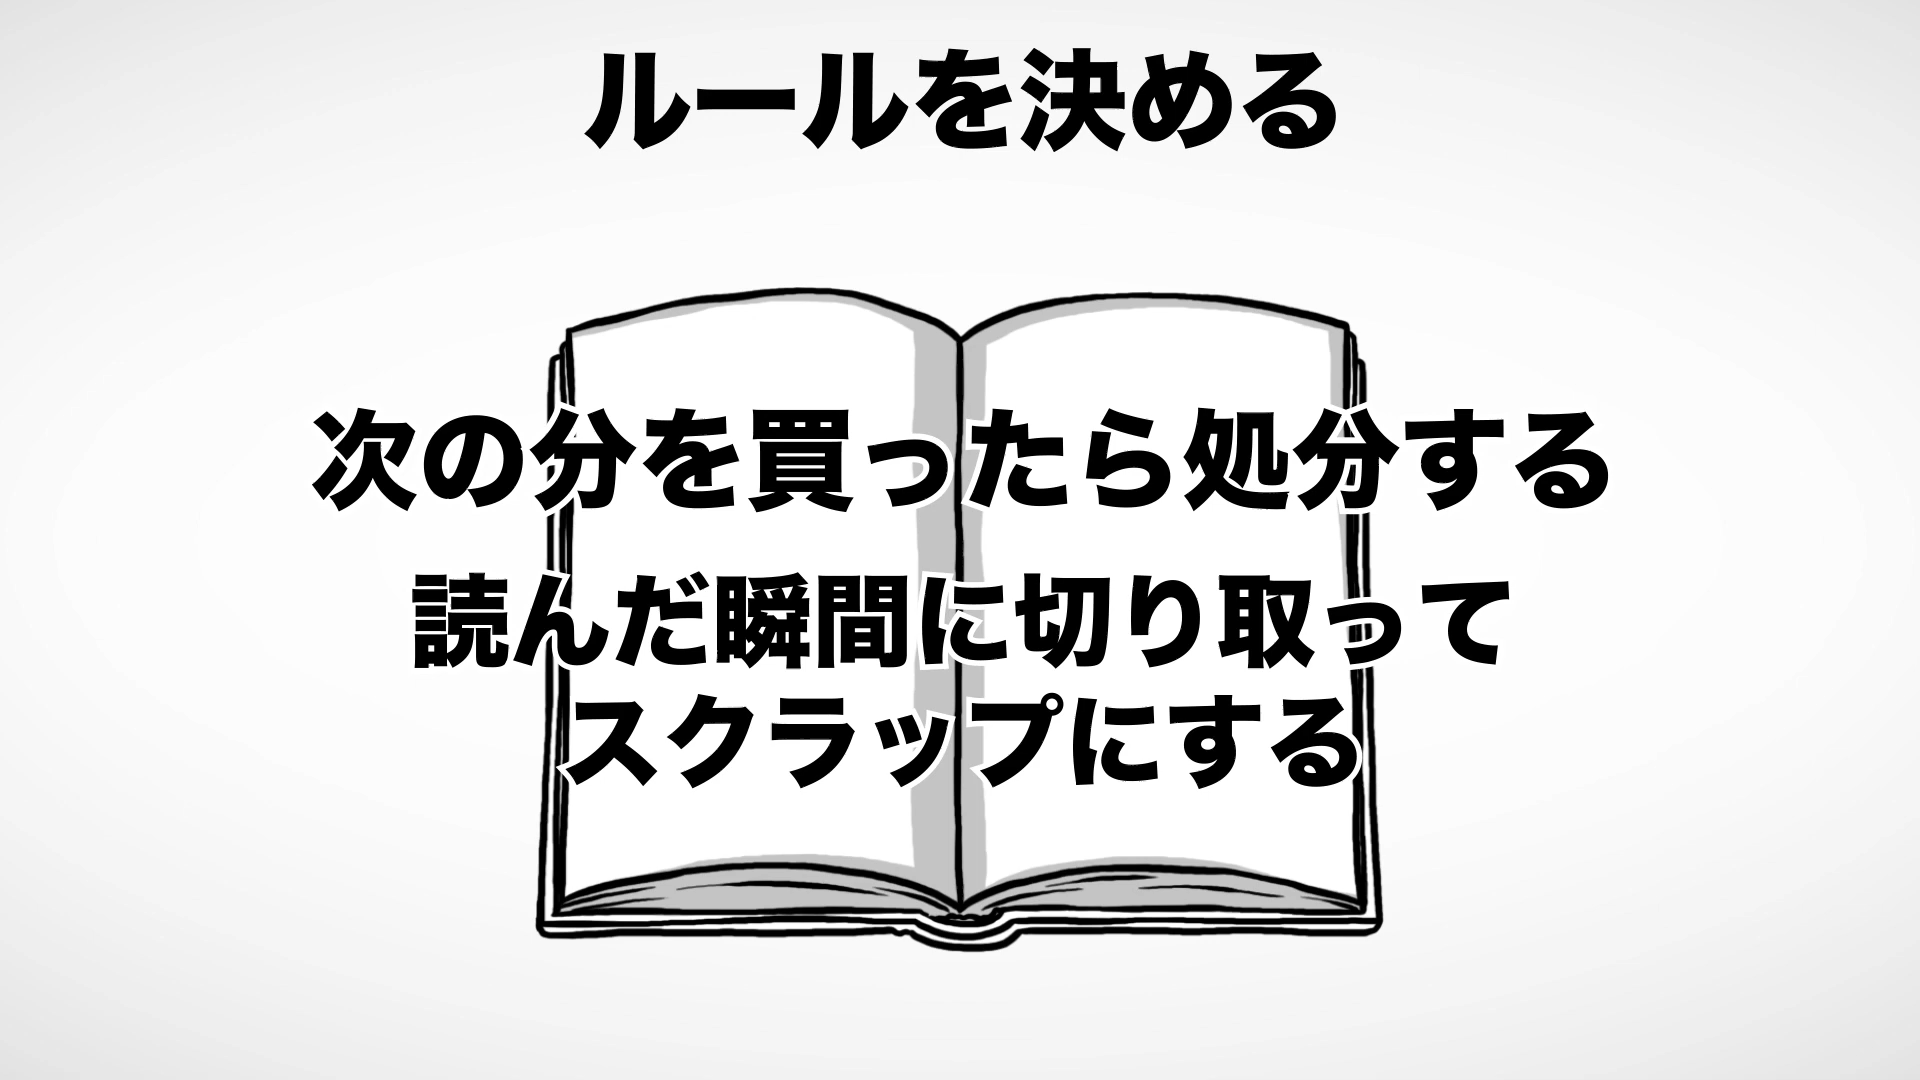 ルールを決める
次の分を買ったら処分する
読んだ瞬間に切り取って
スクラップにする